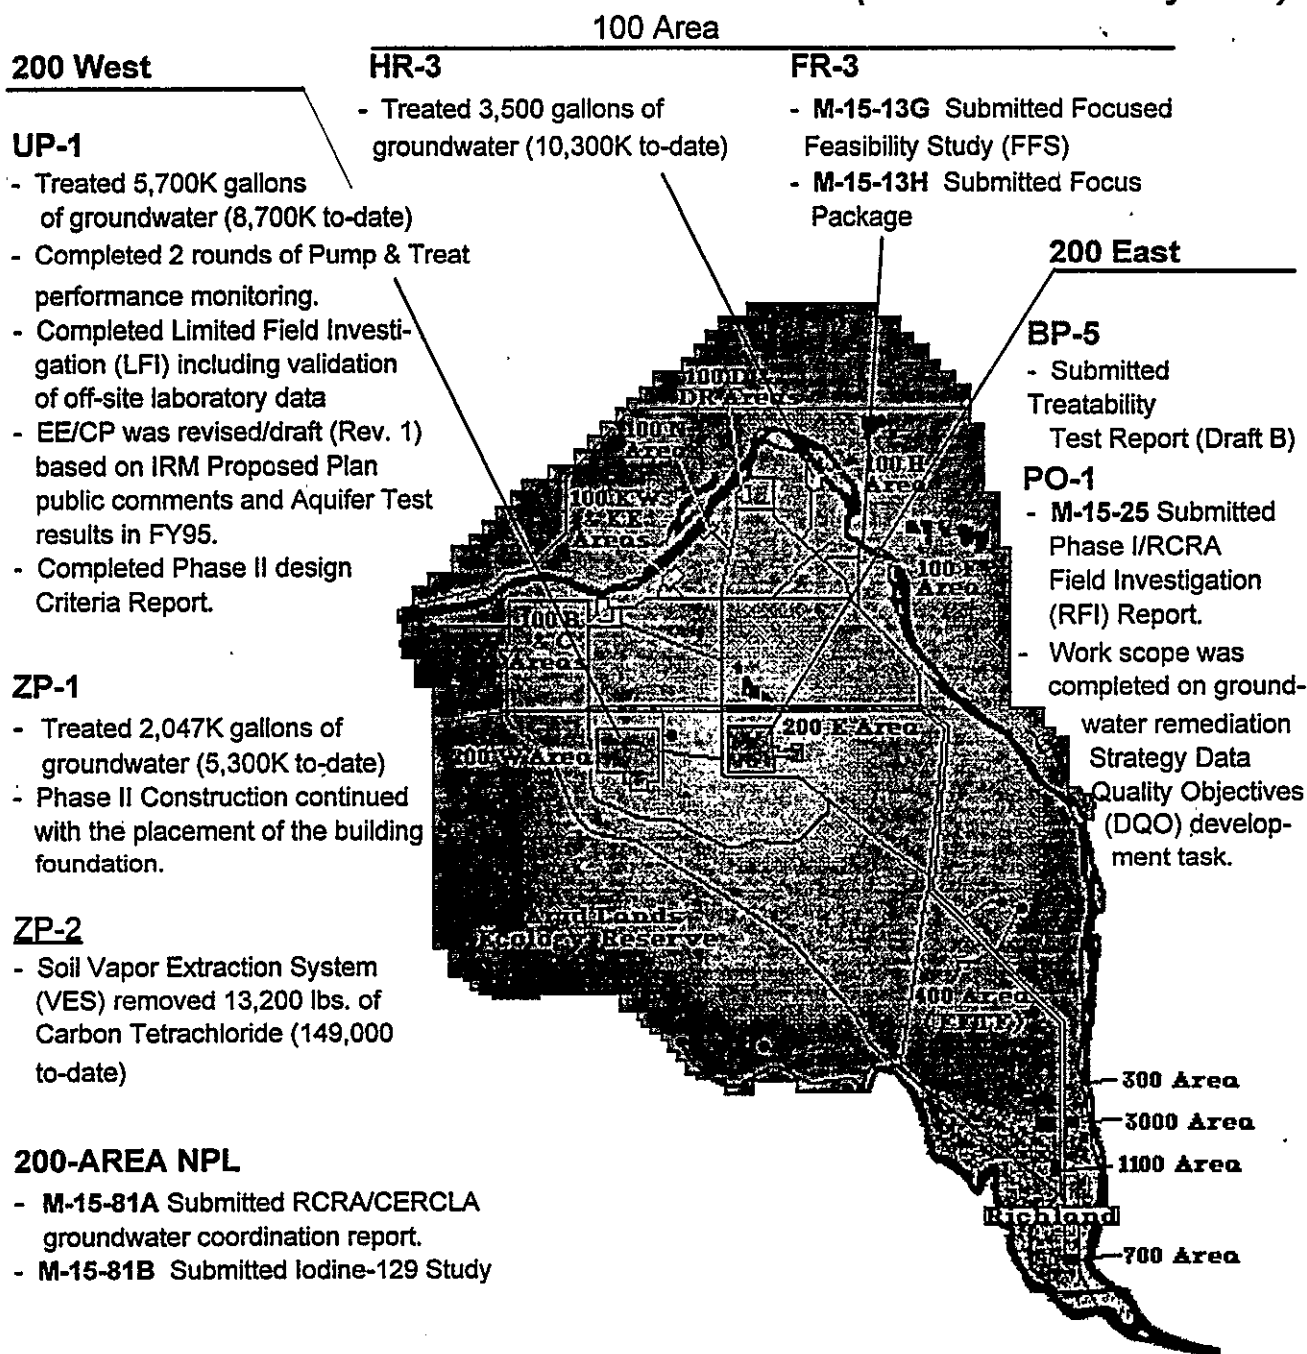 100 Area
200 West
UP-1
- Treated 5,700K gallons
of groundwater (8,700K to-date)
- Completed 2 rounds of Pump & Treat
performance monitoring.
- Completed Limited Field Investi-
gation (LFI) including validation
of off-site laboratory data
- EE/CP was revised/draft (Rev. 1)
based on IRM Proposed Plan
public comments and Aquifer Test
results in FY95.
- Completed Phase II design
Criteria Report.
ZP-1
- Treated 2,047K gallons of
groundwater (5,300K to-date)
- Phase II Construction continued
with the placement of the building
foundation.
ZP-2
- Soil Vapor Extraction System
(VES) removed 13,200 lbs. of
Carbon Tetrachloride (149,000
to-date)
200-AREA NPL
- M-15-81A Submitted RCRA/CERCLA
groundwater coordination report.
- M-15-81B Submitted Iodine-129 Study
HR-3
- Treated 3,500 gallons of
groundwater (10,300K to-date)
FR-3
- M-15-13G Submitted Focused
Feasibility Study (FFS)
- M-15-13H Submitted Focus
Package
200 East
BP-5
- Submitted
Treatability
Test Report (Draft B)
PO-1
- M-15-25 Submitted
Phase I/RCRA
Field Investigation
(RFI) Report.
- Work scope was
completed on ground-
water remediation
Strategy Data
Quality Objectives
(DQO) develop-
ment task.
DR Areas
100 N
Area
100 H
Area
Areas
100 F
Area
100 B
C
Areas
200 E Area
200 W Area
Arid Lands
Ecology Reserve
400 Area
300 Area
3000 Area
1100 Area
Richland
700 Area